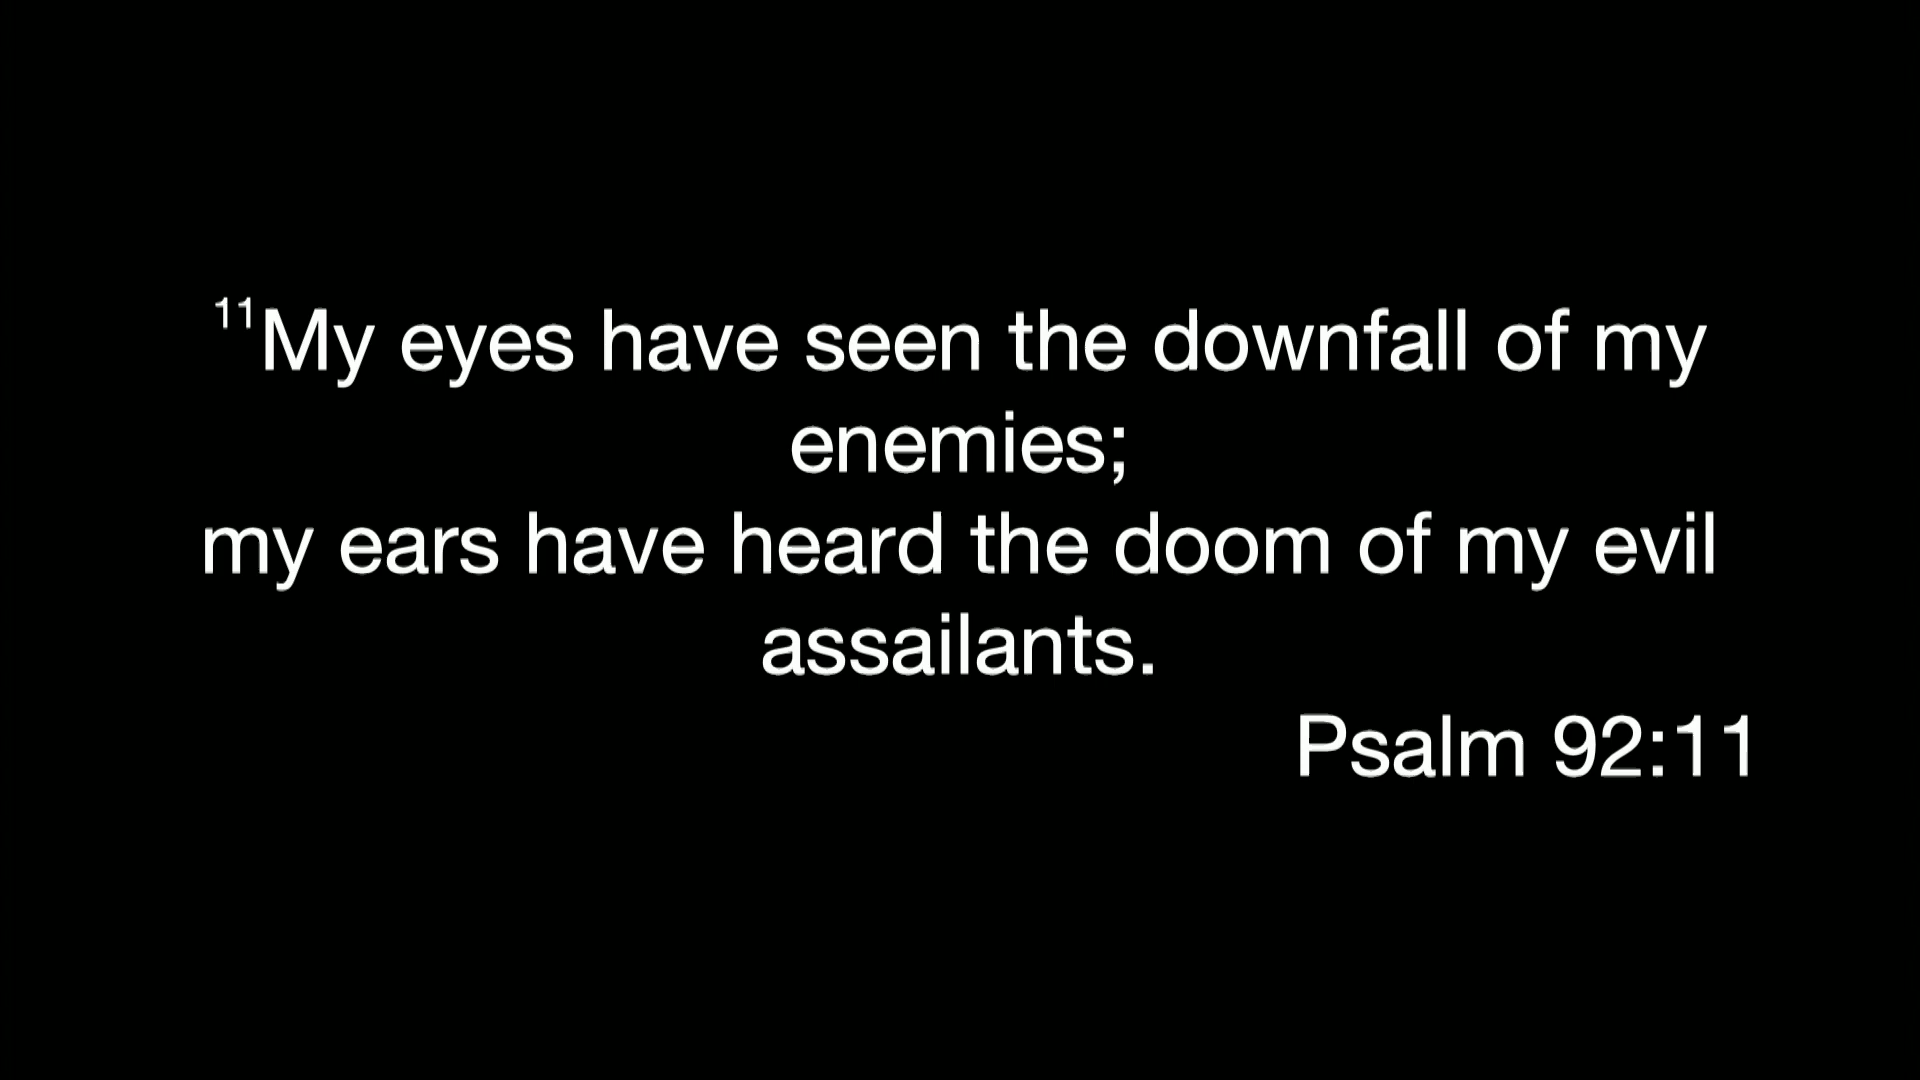 11My eyes have seen the downfall of my
enemies;
my ears have heard the doom of my evil
assailants.
Psalm 92:11